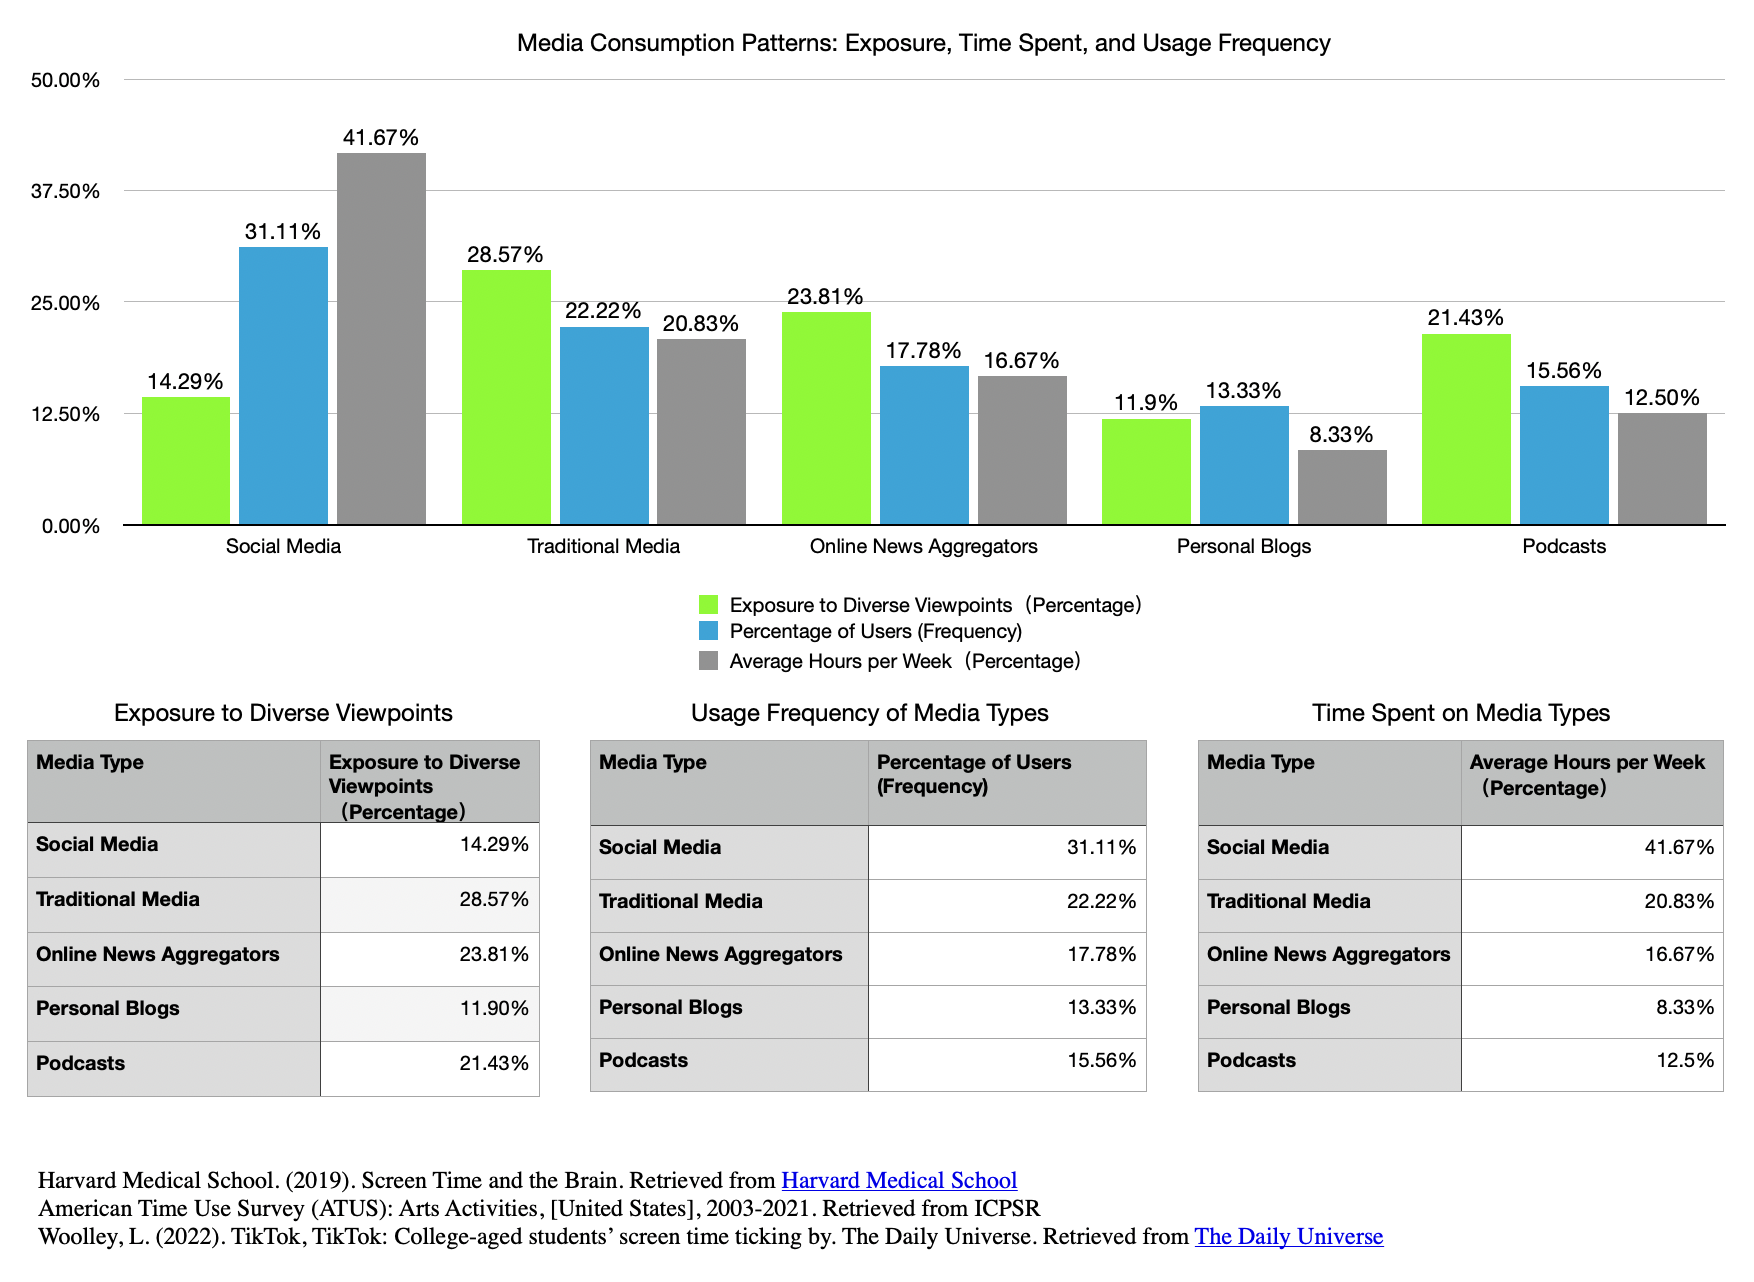 Media Consumption Patterns: Exposure, Time Spent, and Usage Frequency
50.00%
37.50%
25.00%
12.50%
0.00%
14.29%
31.11%
41.67%
28.57%
22.22%
20.83%
23.81%
17.78%
16.67%
11.9%
13.33%
8.33%
21.43%
15.56%
12.50%
Social Media
Traditional Media
Online News Aggregators
Personal Blogs
Podcasts
Exposure to Diverse Viewpoints（Percentage）
Percentage of Users (Frequency)
Average Hours per Week（Percentage）
Exposure to Diverse Viewpoints
Media Type
Exposure to Diverse
Viewpoints
（Percentage）
Social Media 14.29%
Traditional Media 28.57%
Online News Aggregators 23.81%
Personal Blogs 11.90%
Podcasts 21.43%
Usage Frequency of Media Types
Media Type
Percentage of Users
(Frequency)
Social Media 31.11%
Traditional Media 22.22%
Online News Aggregators 17.78%
Personal Blogs 13.33%
Podcasts 15.56%
Time Spent on Media Types
Media Type
Average Hours per Week
（Percentage）
Social Media 41.67%
Traditional Media 20.83%
Online News Aggregators 16.67%
Personal Blogs 8.33%
Podcasts 12.5%
Harvard Medical School. (2019). Screen Time and the Brain. Retrieved from Harvard Medical School
American Time Use Survey (ATUS): Arts Activities, [United States], 2003-2021. Retrieved from ICPSR
Woolley, L. (2022). TikTok, TikTok: College-aged students’ screen time ticking by. The Daily Universe. Retrieved from The Daily Universe